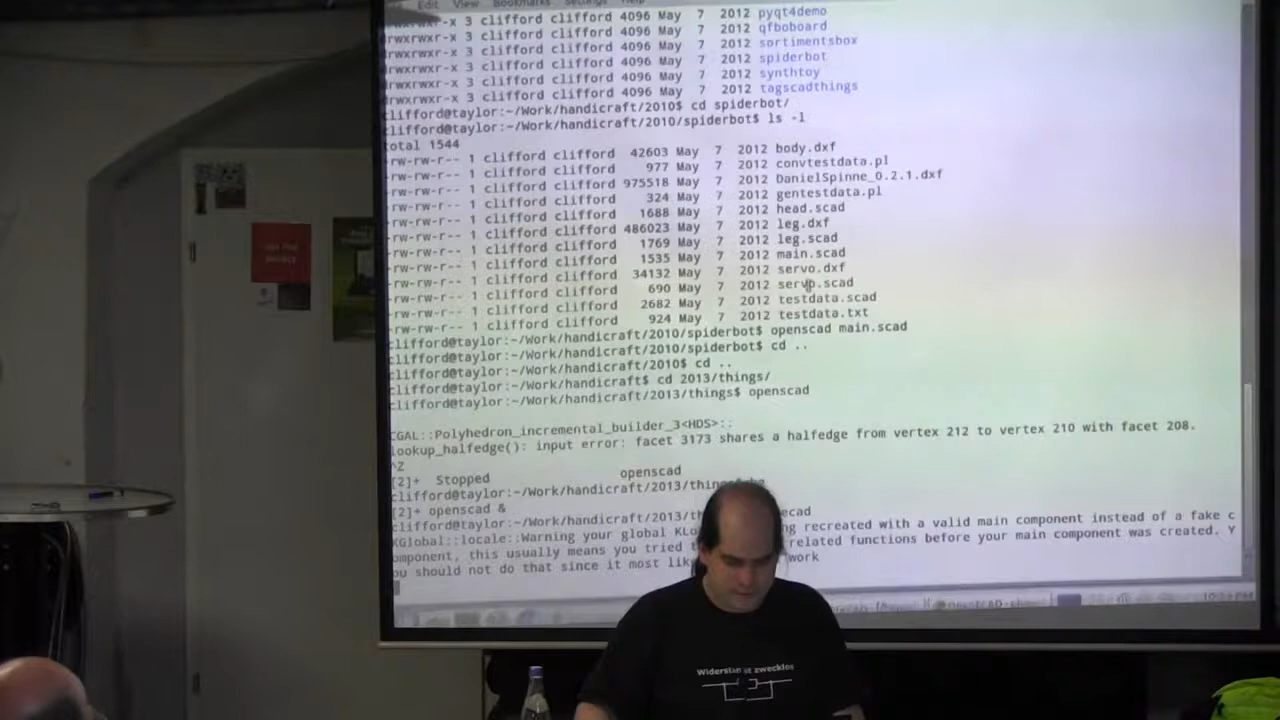 Edit View Bookmarks Settings Help
drwxrwxr-x 3 clifford clifford 4096 May 7 2012 pyqt4demo
drwxrwxr-x 3 clifford clifford 4096 May 7 2012 qfboboard
drwxrwxr-x 3 clifford clifford 4096 May 7 2012 sortimentsbox
drwxrwxr-x 3 clifford clifford 4096 May 7 2012 spiderbot
drwxrwxr-x 3 clifford clifford 4096 May 7 2012 synthtoy
drwxrwxr-x 3 clifford clifford 4096 May 7 2012 tagscadthings
clifford@taylor:~/Work/handicraft/2010$ cd spiderbot/
clifford@taylor:~/Work/handicraft/2010/spiderbot$ ls -l
total 1544
-rw-rw-r-- 1 clifford clifford 42603 May 7 2012 body.dxf
-rw-rw-r-- 1 clifford clifford 977 May 7 2012 convtestdata.pl
-rw-rw-r-- 1 clifford clifford 975518 May 7 2012 DanielSpinne_0.2.1.dxf
-rw-rw-r-- 1 clifford clifford 324 May 7 2012 gentestdata.pl
-rw-rw-r-- 1 clifford clifford 1688 May 7 2012 head.scad
-rw-rw-r-- 1 clifford clifford 486023 May 7 2012 leg.dxf
-rw-rw-r-- 1 clifford clifford 1769 May 7 2012 leg.scad
-rw-rw-r-- 1 clifford clifford 1535 May 7 2012 main.scad
-rw-rw-r-- 1 clifford clifford 34132 May 7 2012 servo.dxf
-rw-rw-r-- 1 clifford clifford 690 May 7 2012 servo.scad
-rw-rw-r-- 1 clifford clifford 2682 May 7 2012 testdata.scad
-rw-rw-r-- 1 clifford clifford 924 May 7 2012 testdata.txt
clifford@taylor:~/Work/handicraft/2010/spiderbot$ openscad main.scad
clifford@taylor:~/Work/handicraft/2010/spiderbot$ cd ..
clifford@taylor:~/Work/handicraft/2010$ cd ..
clifford@taylor:~/Work/handicraft$ cd 2013/things/
clifford@taylor:~/Work/handicraft/2013/things$ openscad
CGAL::Polyhedron_incremental_builder_3<HDS>::
lookup_halfedge(): input error: facet 3173 shares a halfedge from vertex 212 to vertex 210 with facet 208.
^Z
[2]+ Stopped openscad
clifford@taylor:~/Work/handicraft/2013/things$ bg
[2]+ openscad &
clifford@taylor:~/Work/handicraft/2013/th
KGlobal::locale::Warning your global KLo ng recreated with a valid main component instead of a fake c
omponent, this usually means you tried t related functions before your main component was created. Y
ou should not do that since it most lik work
Widerstand ist zwecklos